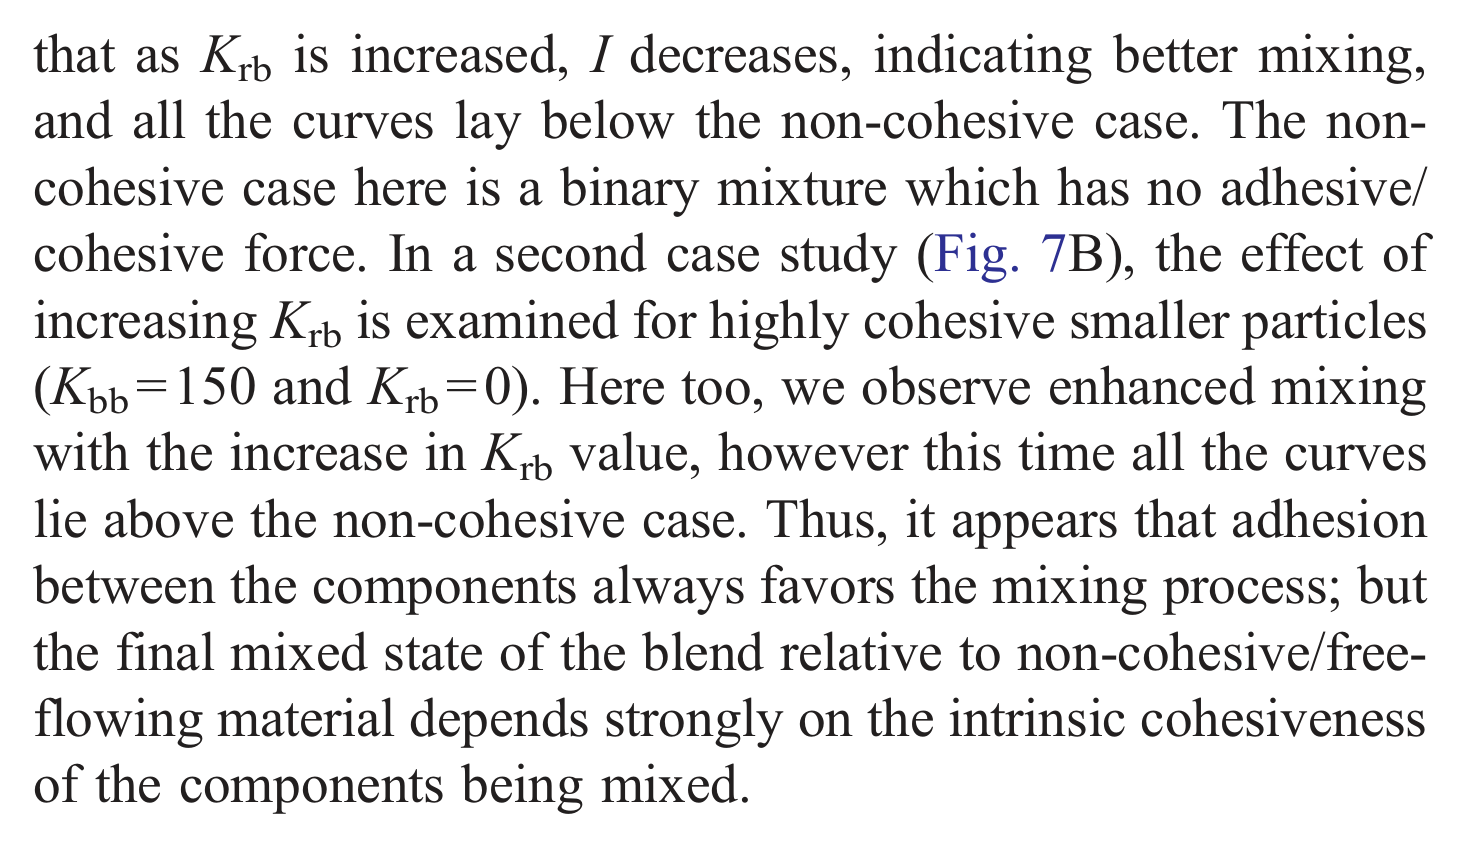 that as K_rb is increased, I decreases, indicating better mixing,
and all the curves lay below the non-cohesive case. The non-
cohesive case here is a binary mixture which has no adhesive/
cohesive force. In a second case study (Fig. 7B), the effect of
increasing K_rb is examined for highly cohesive smaller particles
(K_bb=150 and K_rb=0). Here too, we observe enhanced mixing
with the increase in K_rb value, however this time all the curves
lie above the non-cohesive case. Thus, it appears that adhesion
between the components always favors the mixing process; but
the final mixed state of the blend relative to non-cohesive/free-
flowing material depends strongly on the intrinsic cohesiveness
of the components being mixed.